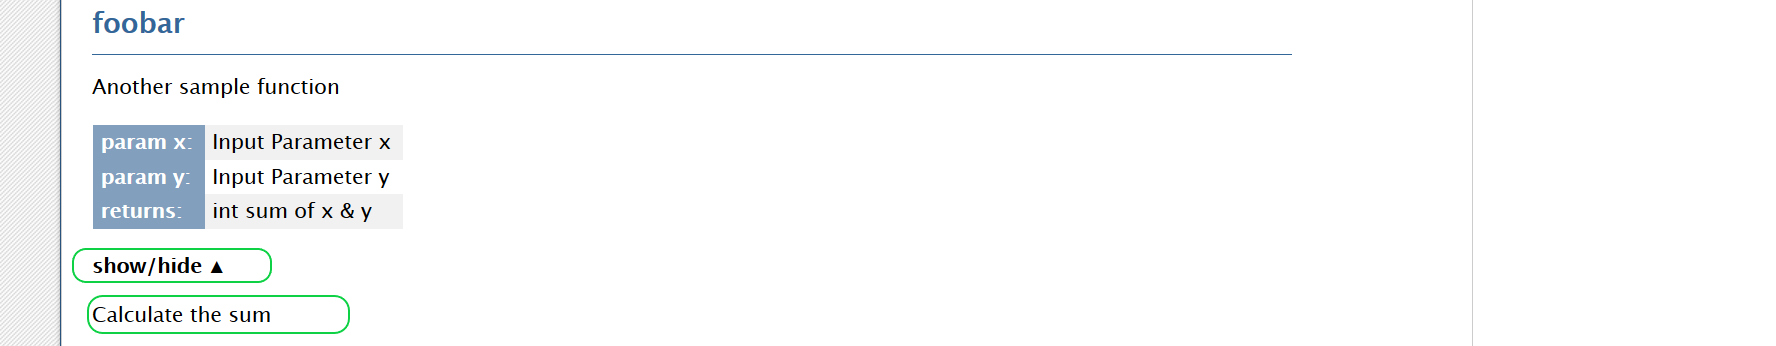 foobar
Another sample function
param x: Input Parameter x
param y: Input Parameter y
returns: int sum of x & y
show/hide ▲
Calculate the sum